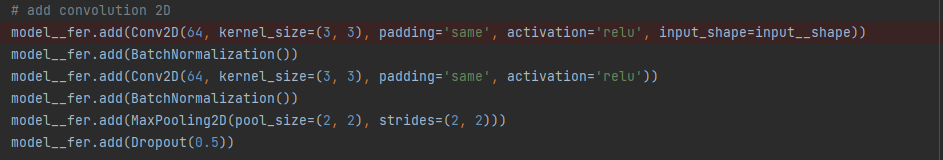 # add convolution 2D
model__fer.add(Conv2D(64, kernel_size=(3, 3), padding='same', activation='relu', input_shape=input__shape))
model__fer.add(BatchNormalization())
model__fer.add(Conv2D(64, kernel_size=(3, 3), padding='same', activation='relu'))
model__fer.add(BatchNormalization())
model__fer.add(MaxPooling2D(pool_size=(2, 2), strides=(2, 2)))
model__fer.add(Dropout(0.5))